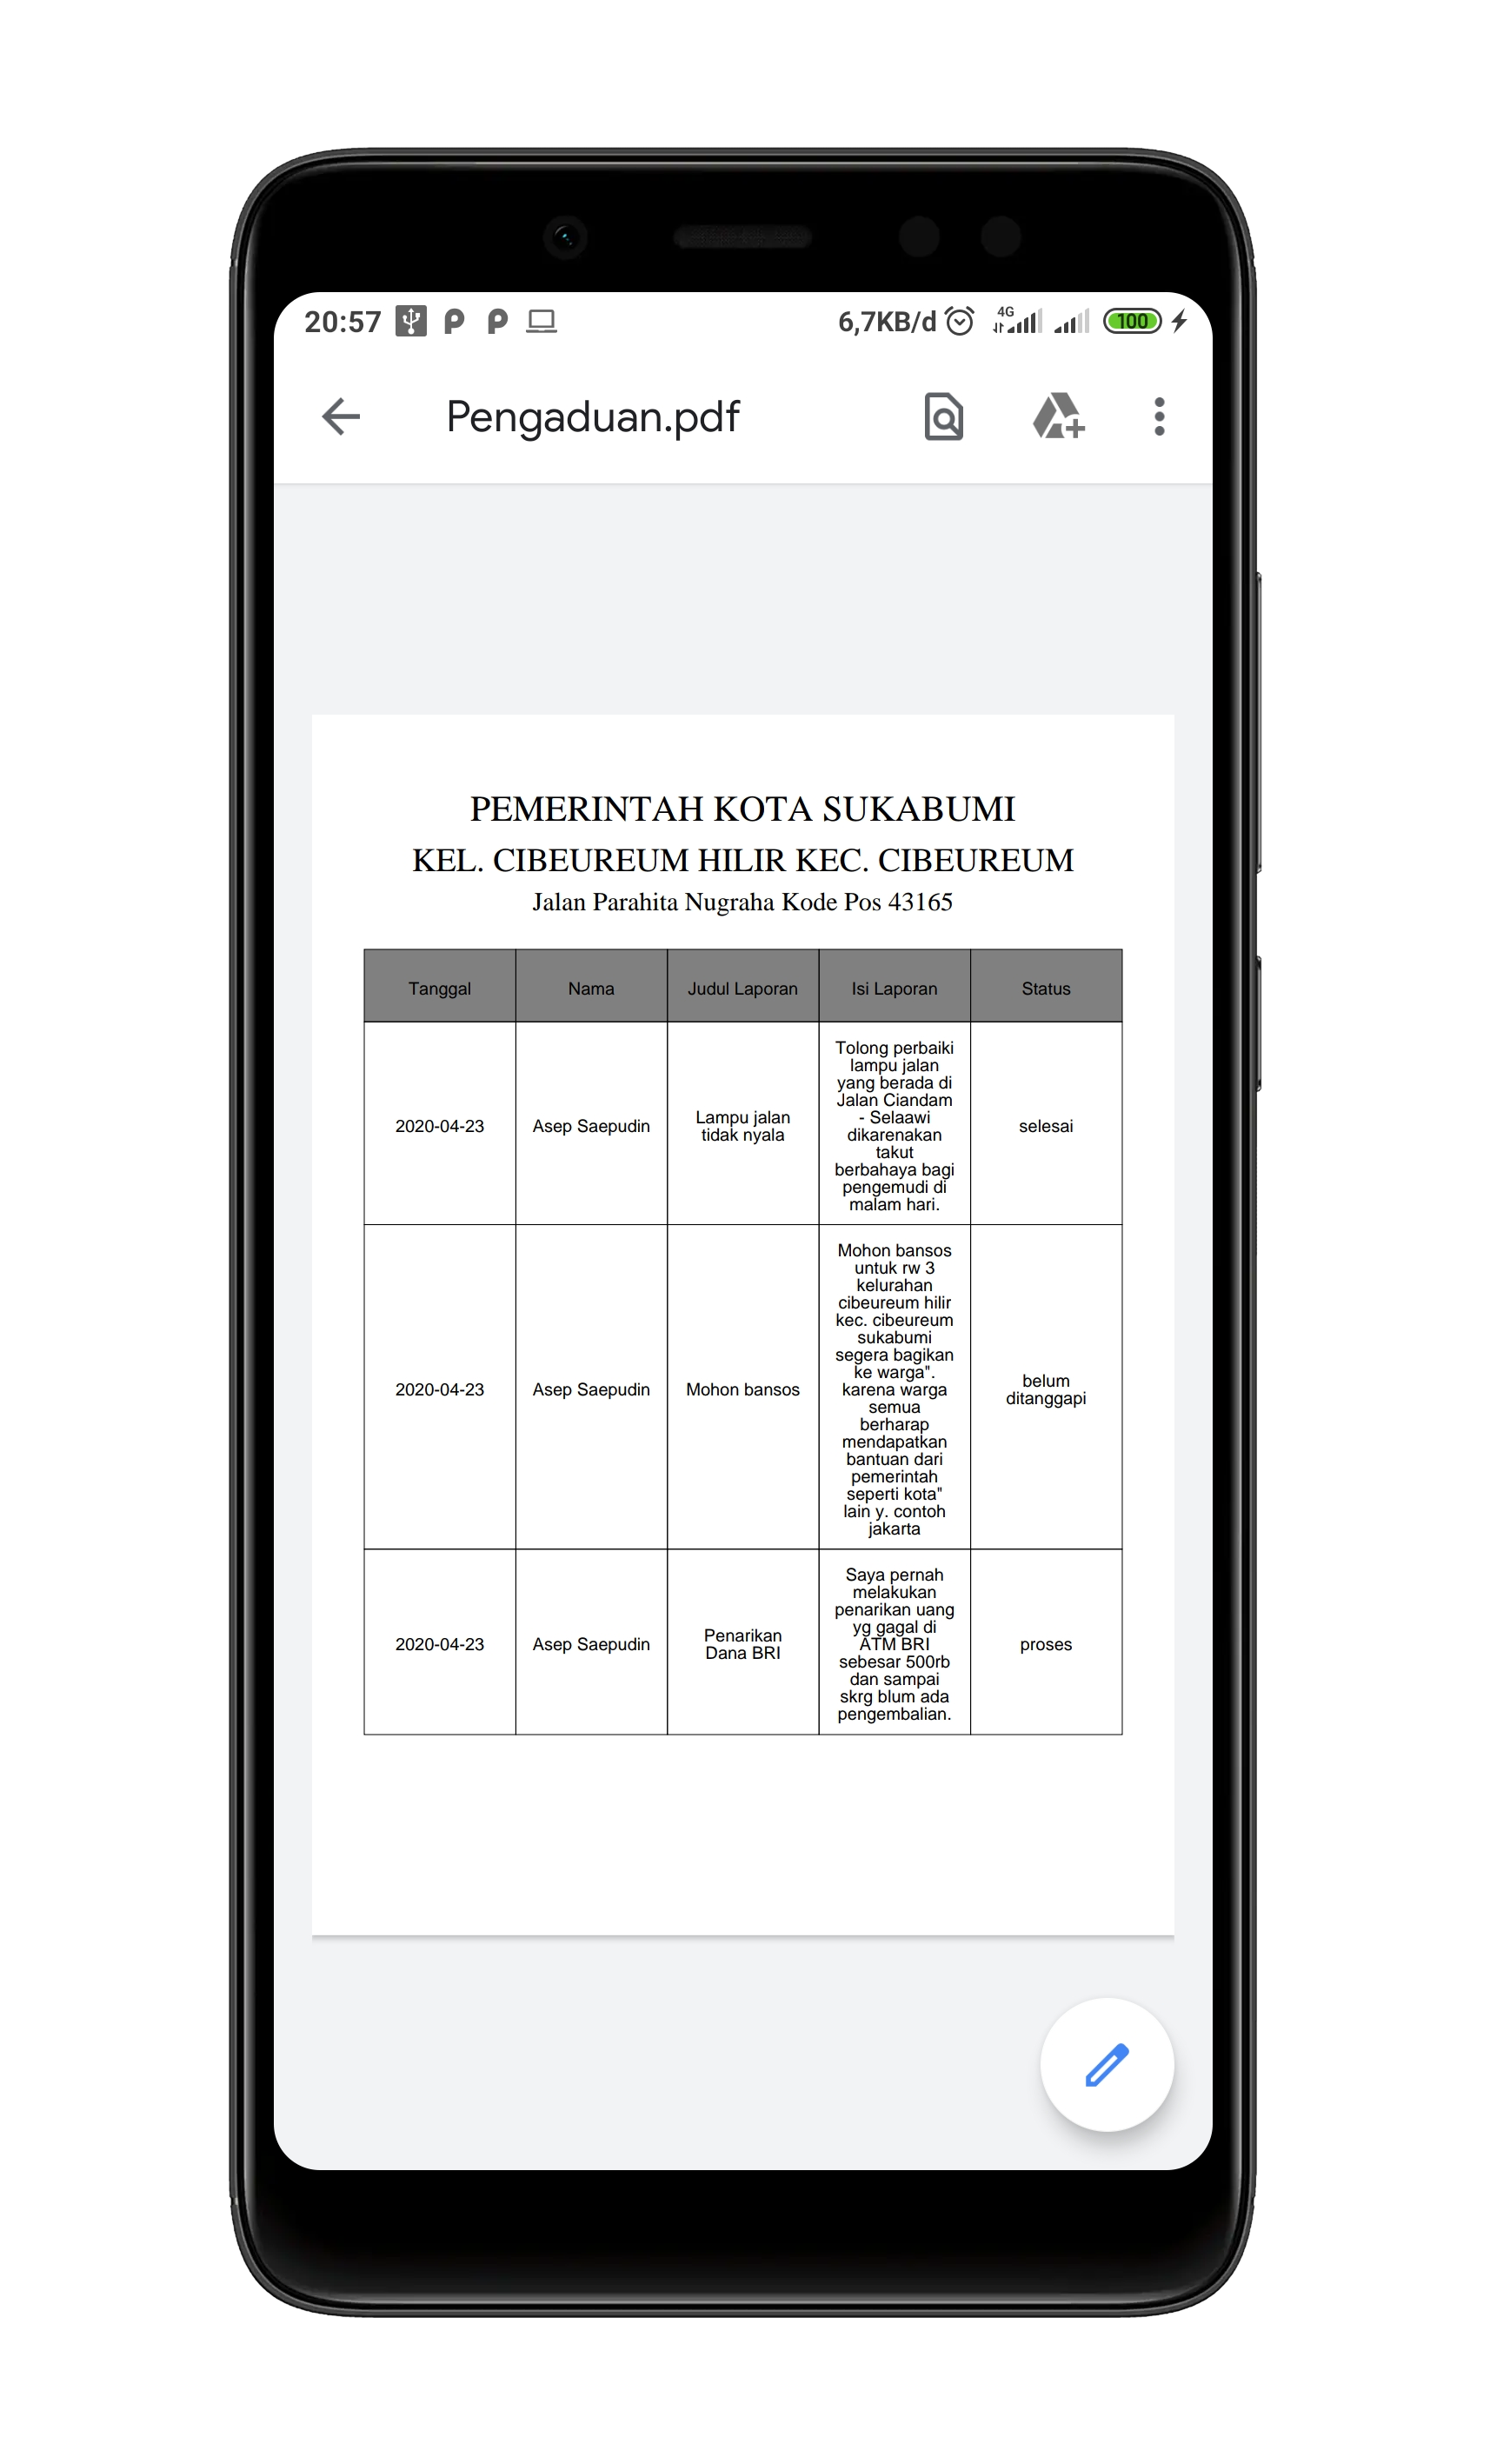 20:57 6,7KB/d 4G 100
Pengaduan.pdf
PEMERINTAH KOTA SUKABUMI
KEL. CIBEUREUM HILIR KEC. CIBEUREUM
Jalan Parahita Nugraha Kode Pos 43165
Tanggal Nama Judul Laporan Isi Laporan Status
2020-04-23
Asep Saepudin
Lampu jalan
tidak nyala
Tolong perbaiki
lampu jalan
yang berada di
Jalan Ciandam
- Selaawi
dikarenakan
takut
berbahaya bagi
pengemudi di
malam hari.
selesai
2020-04-23
Asep Saepudin
Mohon bansos
Mohon bansos
untuk rw 3
kelurahan
cibeureum hilir
kec. cibeureum
sukabumi
segera bagikan
ke warga".
karena warga
semua
berharap
mendapatkan
bantuan dari
pemerintah
seperti kota"
lain y. contoh
jakarta
belum
ditanggapi
2020-04-23
Asep Saepudin
Penarikan
Dana BRI
Saya pernah
melakukan
penarikan uang
yg gagal di
ATM BRI
sebesar 500rb
dan sampai
skrg blum ada
pengembalian.
proses